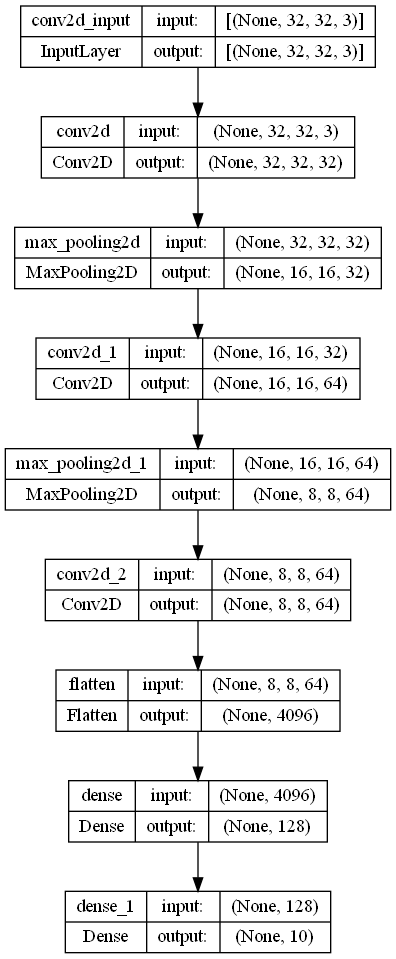 conv2d_input input: [(None, 32, 32, 3)]
InputLayer output: [(None, 32, 32, 3)]
conv2d input: (None, 32, 32, 3)
Conv2D output: (None, 32, 32, 32)
max_pooling2d input: (None, 32, 32, 32)
MaxPooling2D output: (None, 16, 16, 32)
conv2d_1 input: (None, 16, 16, 32)
Conv2D output: (None, 16, 16, 64)
max_pooling2d_1 input: (None, 16, 16, 64)
MaxPooling2D output: (None, 8, 8, 64)
conv2d_2 input: (None, 8, 8, 64)
Conv2D output: (None, 8, 8, 64)
flatten input: (None, 8, 8, 64)
Flatten output: (None, 4096)
dense input: (None, 4096)
Dense output: (None, 128)
dense_1 input: (None, 128)
Dense output: (None, 10)